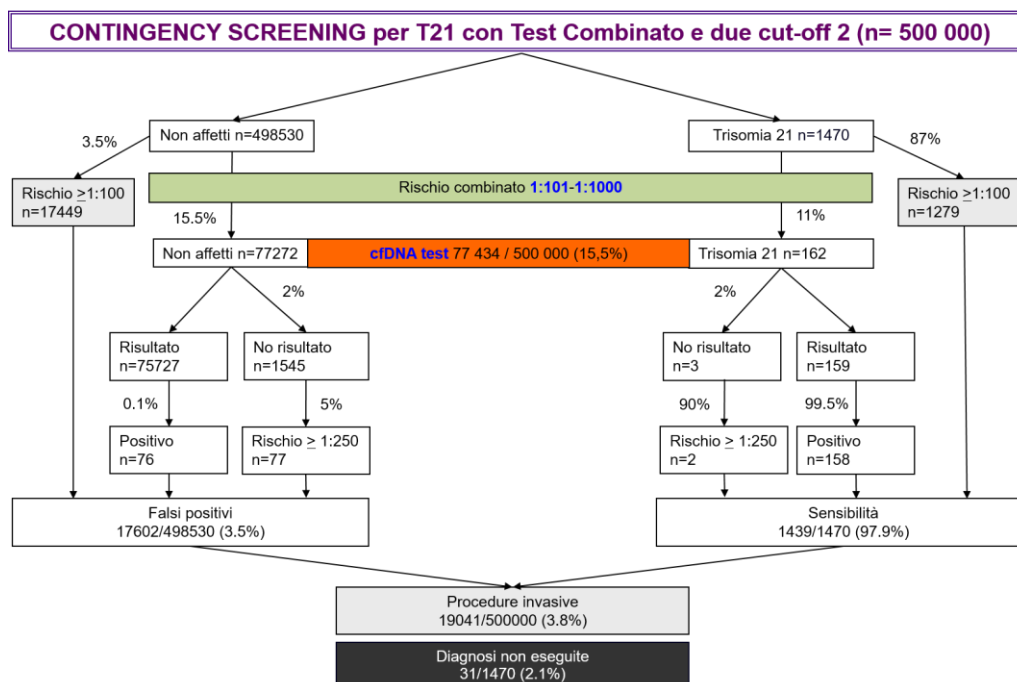 CONTINGENCY SCREENING per T21 con Test Combinato e due cut-off 2 (n= 500 000)
3.5%
Non affetti n=498530
Trisomia 21 n=1470
87%
Rischio ≥1:100
n=17449
Rischio combinato 1:101-1:1000
Rischio ≥1:100
n=1279
15.5%
11%
Non affetti n=77272
cfDNA test 77 434 / 500 000 (15,5%)
Trisomia 21 n=162
2%
2%
Risultato
n=75727
No risultato
n=1545
No risultato
n=3
Risultato
n=159
0.1%
5%
90%
99.5%
Positivo
n=76
Rischio ≥ 1:250
n=77
Rischio ≥ 1:250
n=2
Positivo
n=158
Falsi positivi
17602/498530 (3.5%)
Sensibilità
1439/1470 (97.9%)
Procedure invasive
19041/500000 (3.8%)
Diagnosi non eseguite
31/1470 (2.1%)